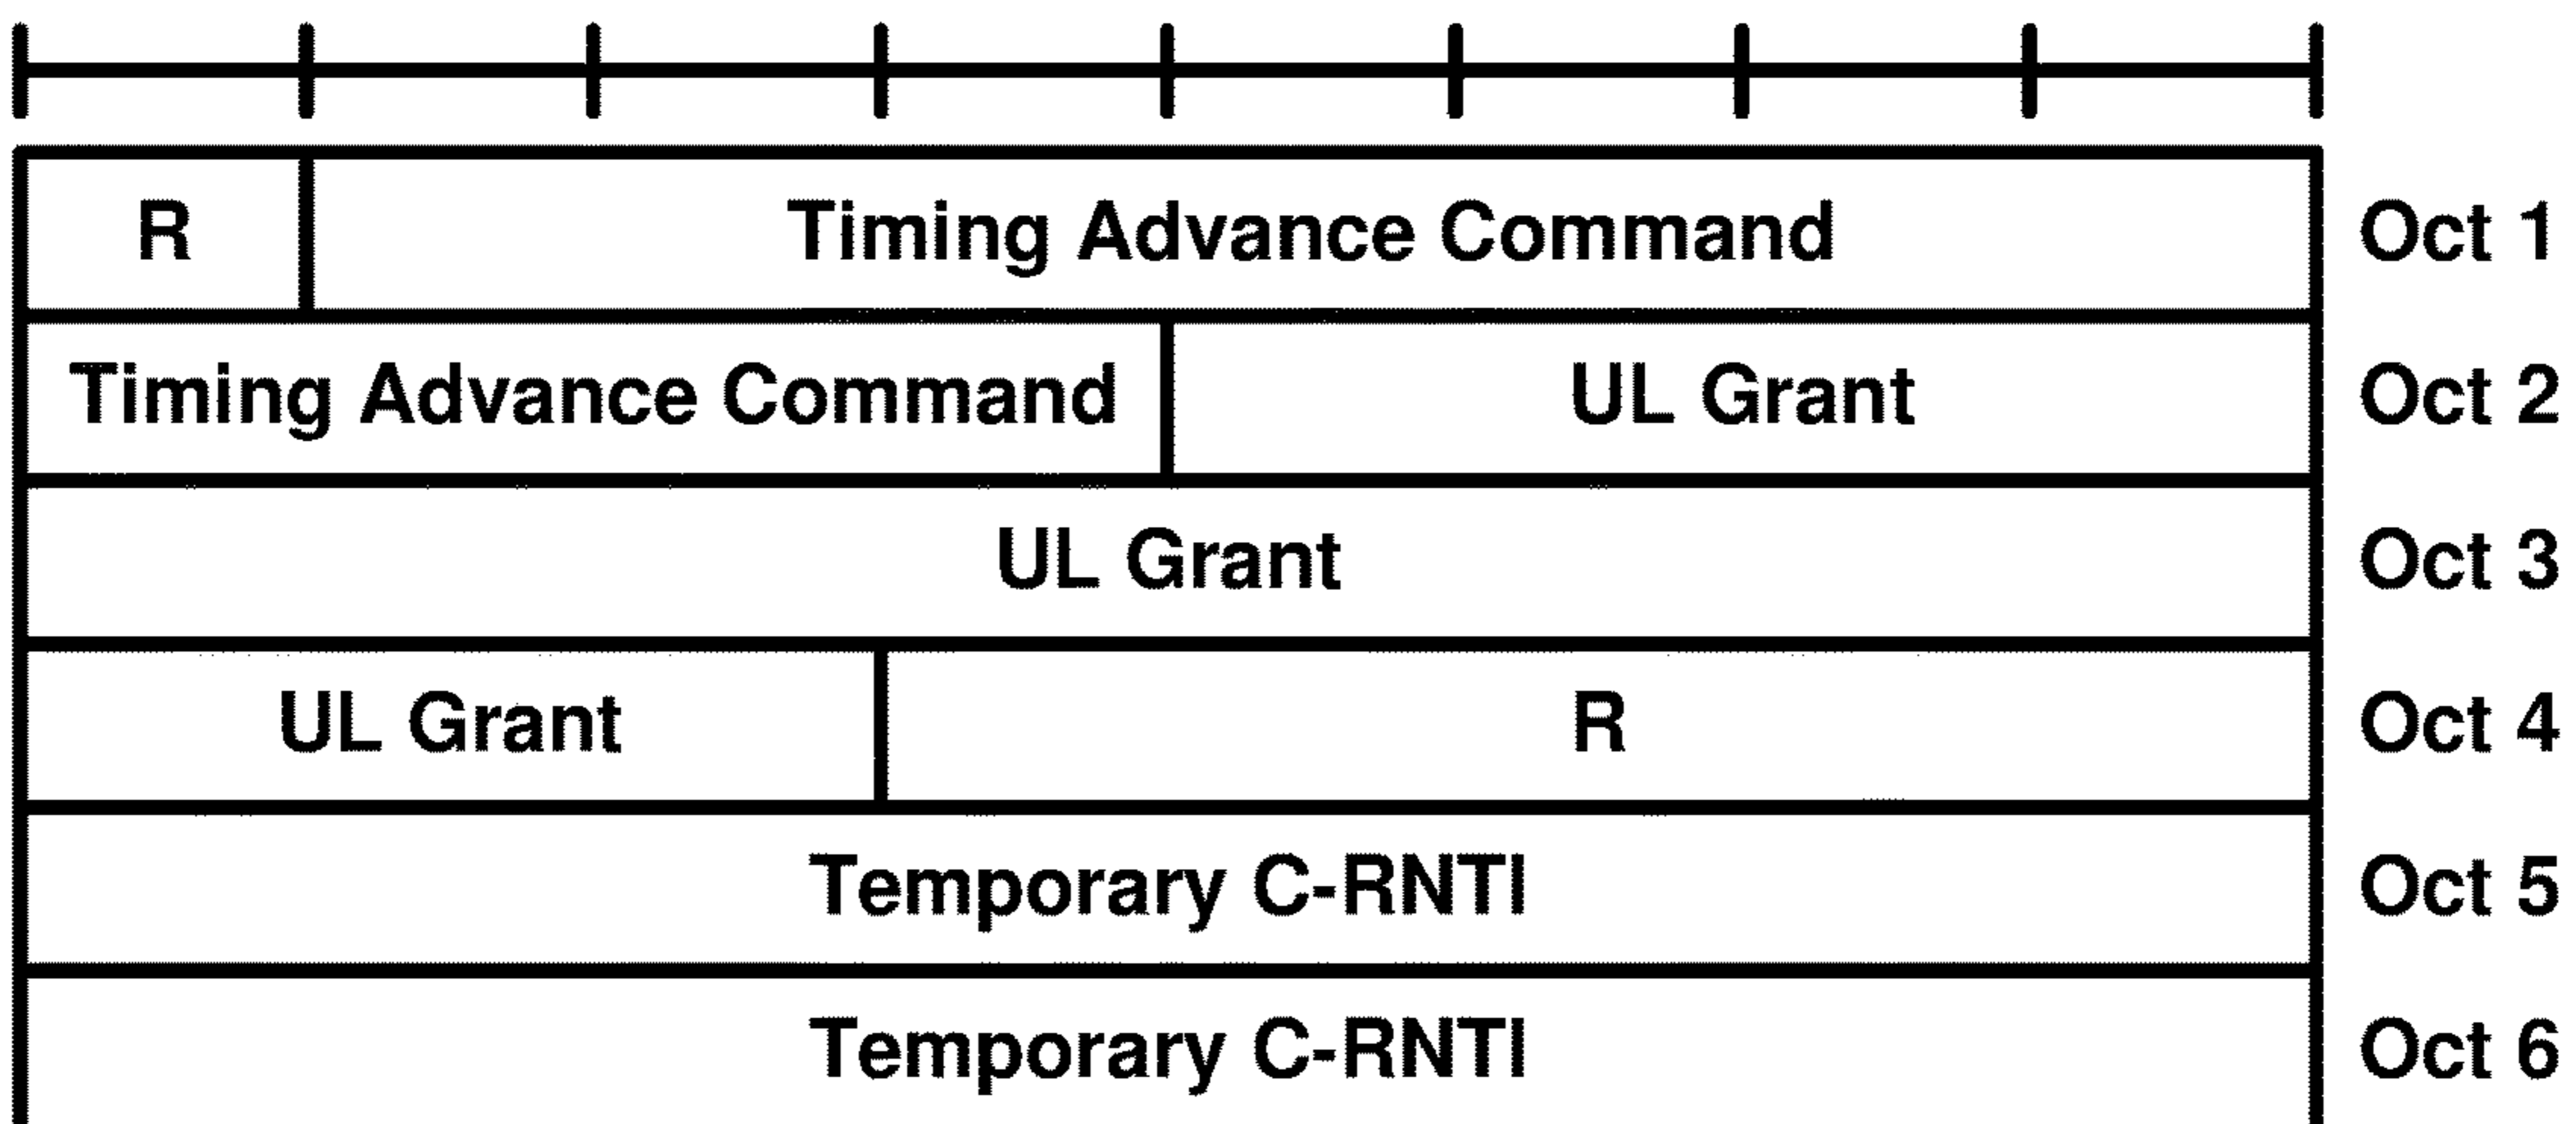 R Timing Advance Command Oct 1
Timing Advance Command UL Grant Oct 2
UL Grant Oct 3
UL Grant R Oct 4
Temporary C-RNTI Oct 5
Temporary C-RNTI Oct 6